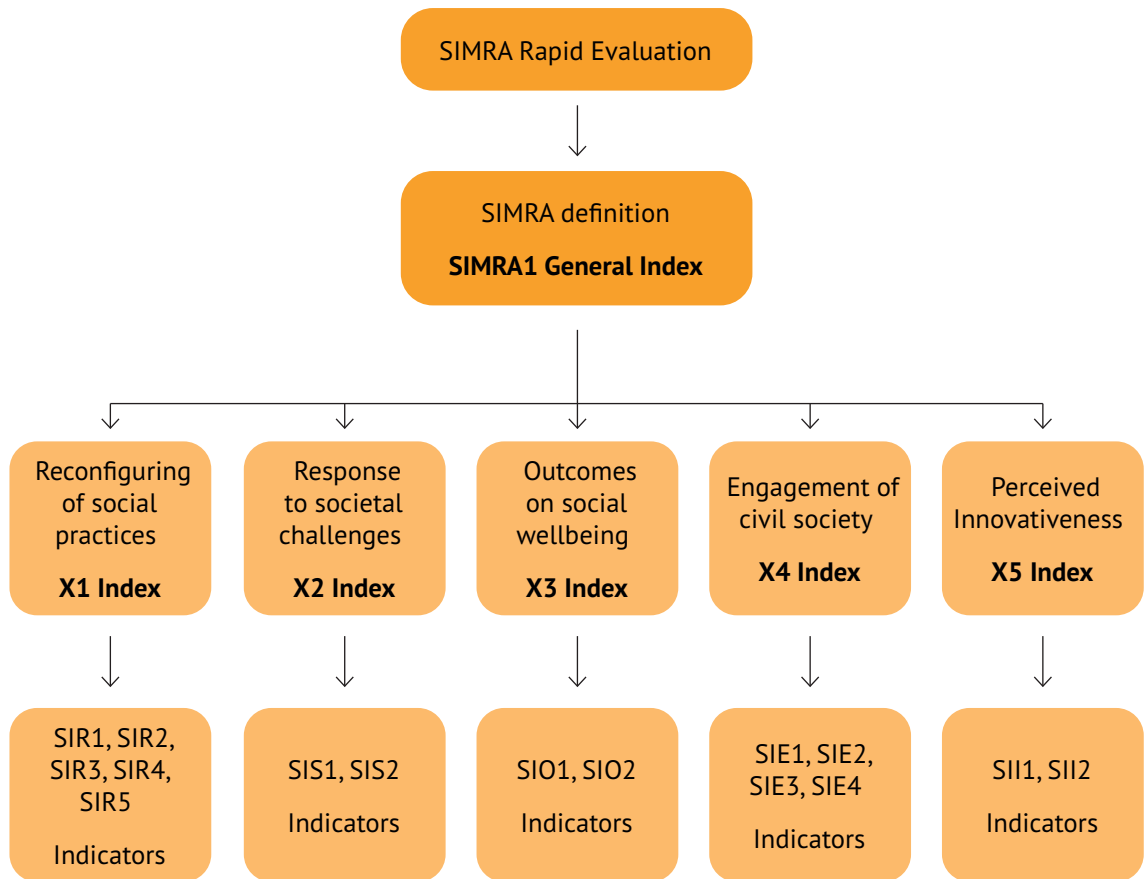 SIMRA Rapid Evaluation
SIMRA definition
SIMRA1 General Index
Reconfiguring
of social
practices
X1 Index
Response
to societal
challenges
X2 Index
Outcomes
on social
wellbeing
X3 Index
Engagement of
civil society
X4 Index
Perceived
Innovativeness
X5 Index
SIR1, SIR2,
SIR3, SIR4,
SIR5
Indicators
SIS1, SIS2
Indicators
SIO1, SIO2
Indicators
SIE1, SIE2,
SIE3, SIE4
Indicators
SII1, SII2
Indicators